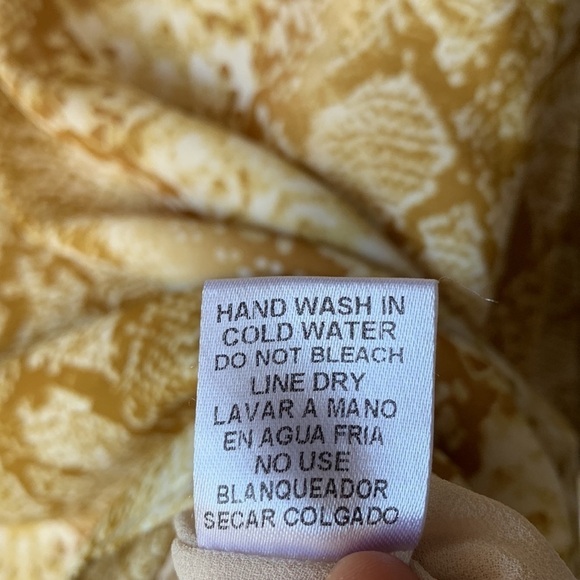 HAND WASH IN
COLD WATER
DO NOT BLEACH
LINE DRY
LAVAR A MANO
EN AGUA FRIA
NO USE
BLANQUEADOR
SECAR COLGADO